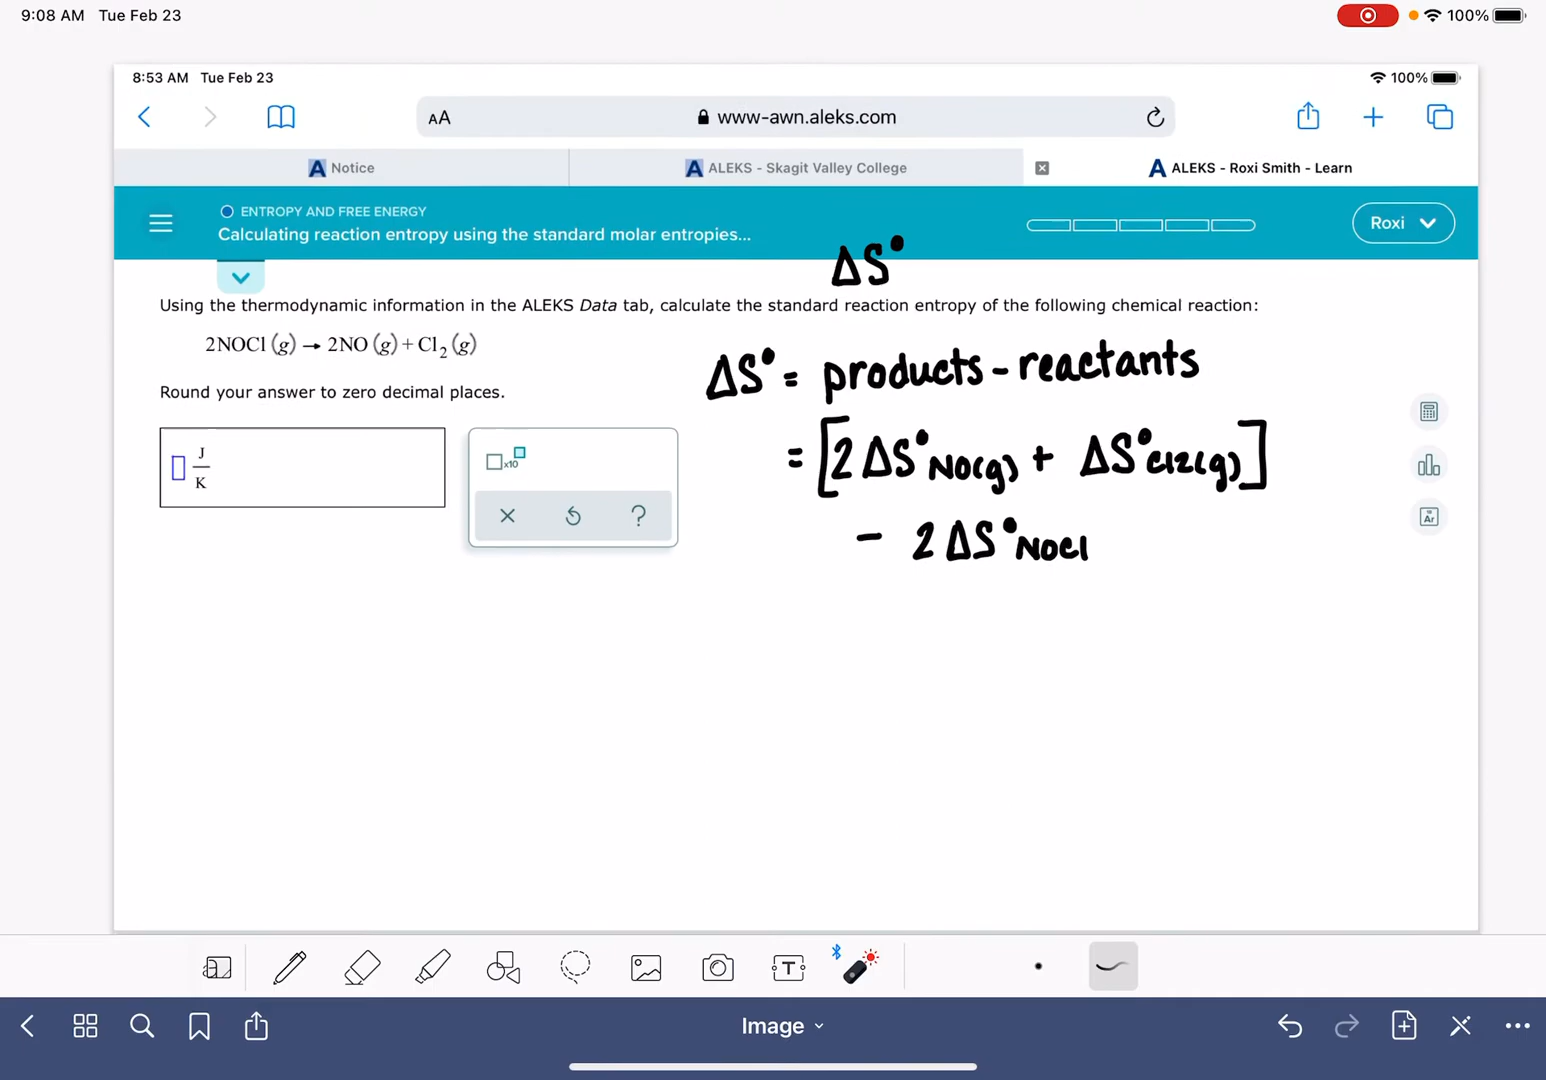 9:08 AM Tue Feb 23
100%
8:53 AM Tue Feb 23
100%
AA
www-awn.aleks.com
A Notice
A ALEKS - Skagit Valley College
A ALEKS - Roxi Smith - Learn
ENTROPY AND FREE ENERGY
Calculating reaction entropy using the standard molar entropies...
Roxi
ΔS°
Using the thermodynamic information in the ALEKS Data tab, calculate the standard reaction entropy of the following chemical reaction:
2NOCl (g) → 2NO (g) + Cl₂ (g)
ΔS° = products - reactants
Round your answer to zero decimal places.
= [2 ΔS° NO(g) + ΔS° Cl2(g)]
J
K
x10
- 2 ΔS° NOCl
?
Ar
a
T
Image